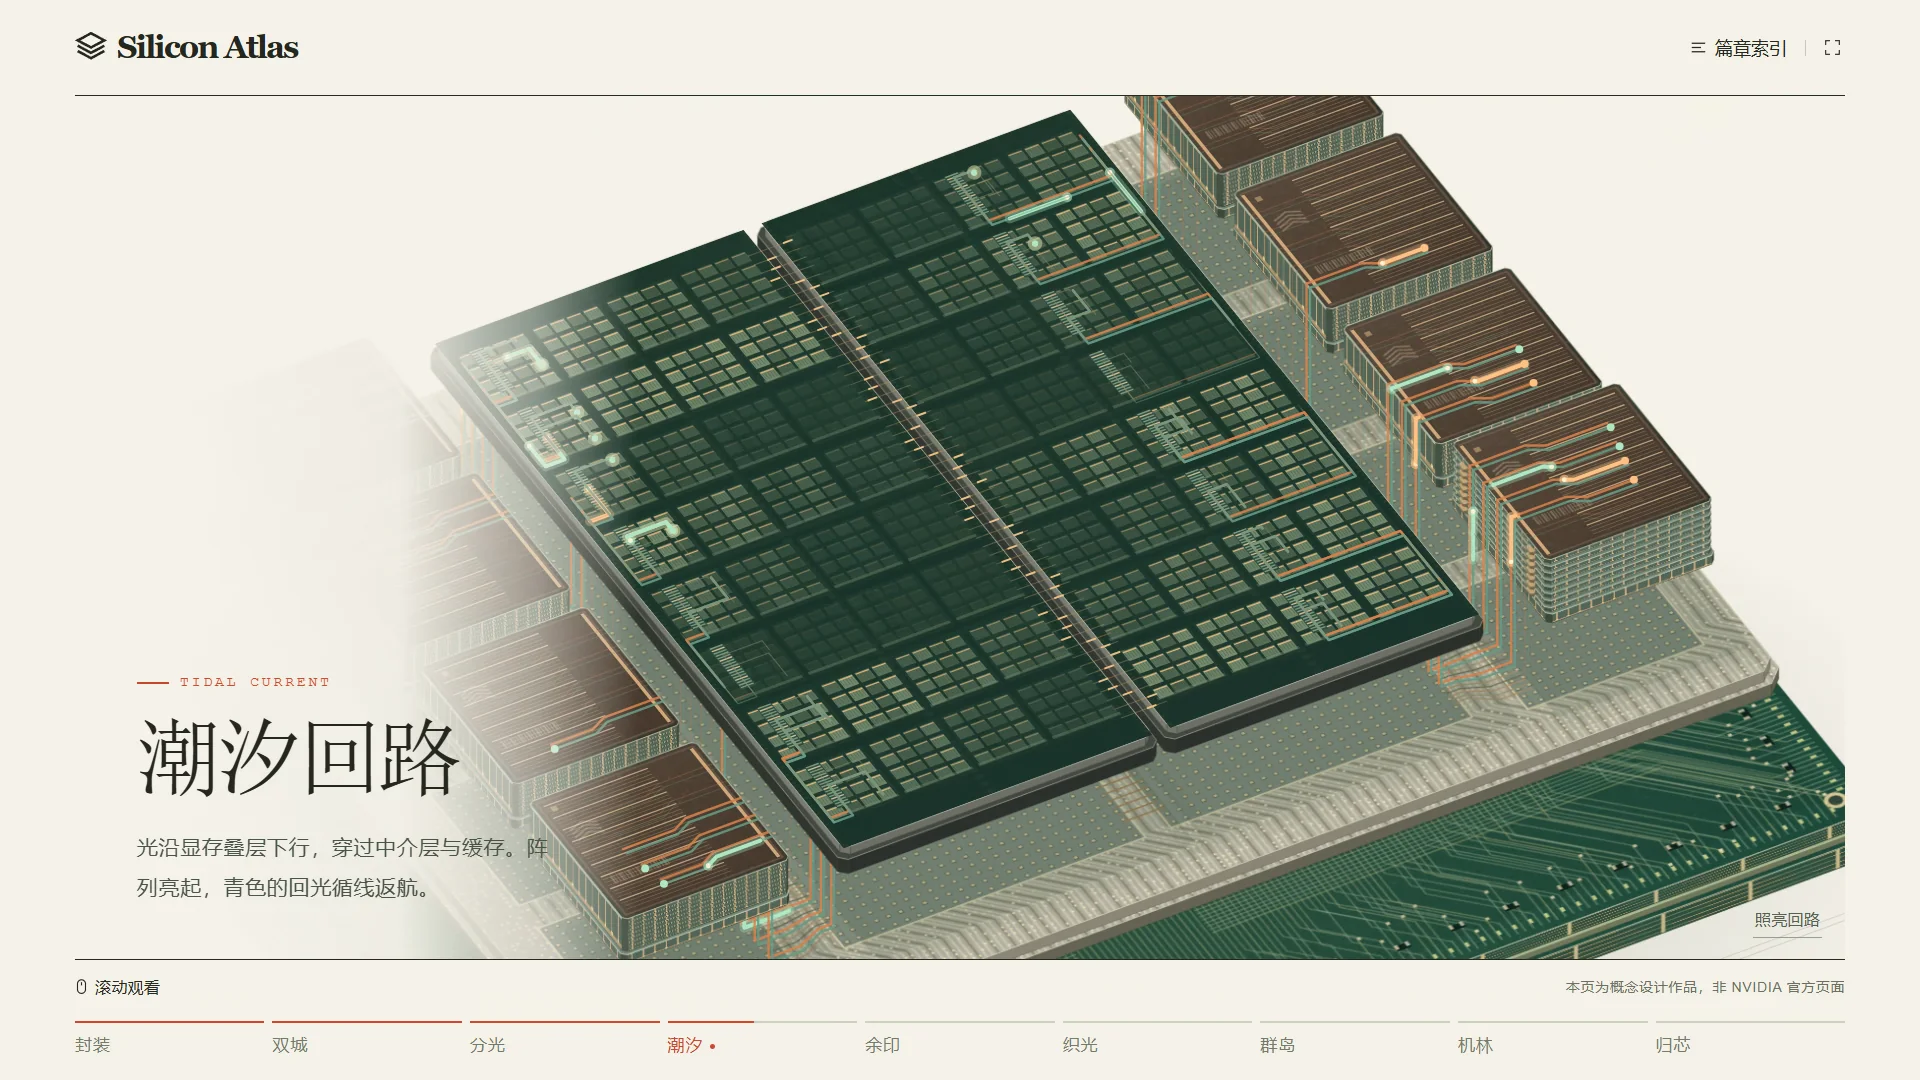 Silicon Atlas
篇章索引
TIDAL CURRENT
潮汐回路
光沿显存叠层下行，穿过中介层与缓存。阵
列亮起，青色的回光循线返航。
照亮回路
滚动观看
本页为概念设计作品，非 NVIDIA 官方页面
封装
双城
分光
潮汐
余印
织光
群岛
机林
归芯